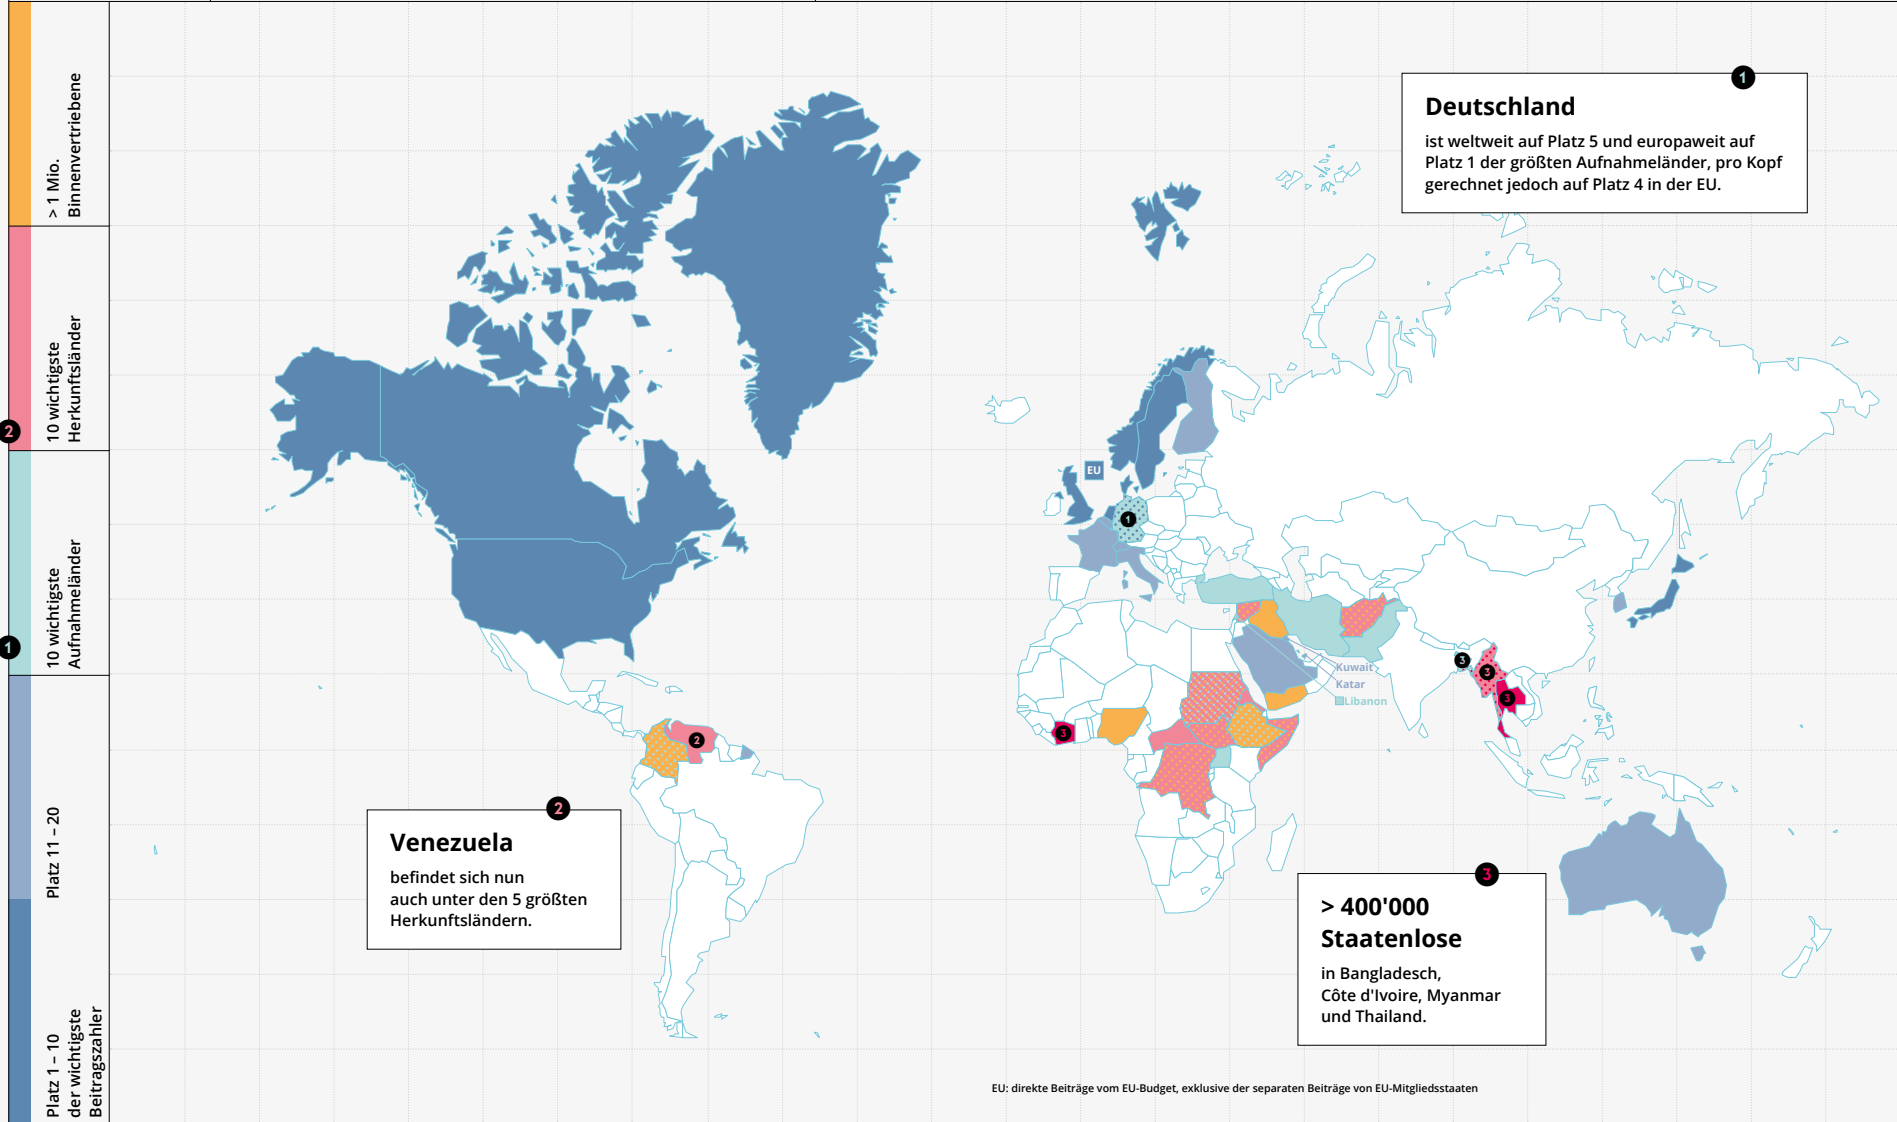 > 1 Mio.
Binnenvertriebene
10 wichtigste
Herkunftsländer
2
10 wichtigste
Aufnahmeländer
1
Platz 11 – 20
Platz 1 – 10
der wichtigste
Beitragszahler
1
Deutschland
ist weltweit auf Platz 5 und europaweit auf
Platz 1 der größten Aufnahmeländer, pro Kopf
gerechnet jedoch auf Platz 4 in der EU.
EU
1
3
3
3
Kuwait
Katar
Libanon
3
2
2
Venezuela
befindet sich nun
auch unter den 5 größten
Herkunftsländern.
3
> 400'000
Staatenlose
in Bangladesch,
Côte d'Ivoire, Myanmar
und Thailand.
EU: direkte Beiträge vom EU-Budget, exklusive der separaten Beiträge von EU-Mitgliedsstaaten